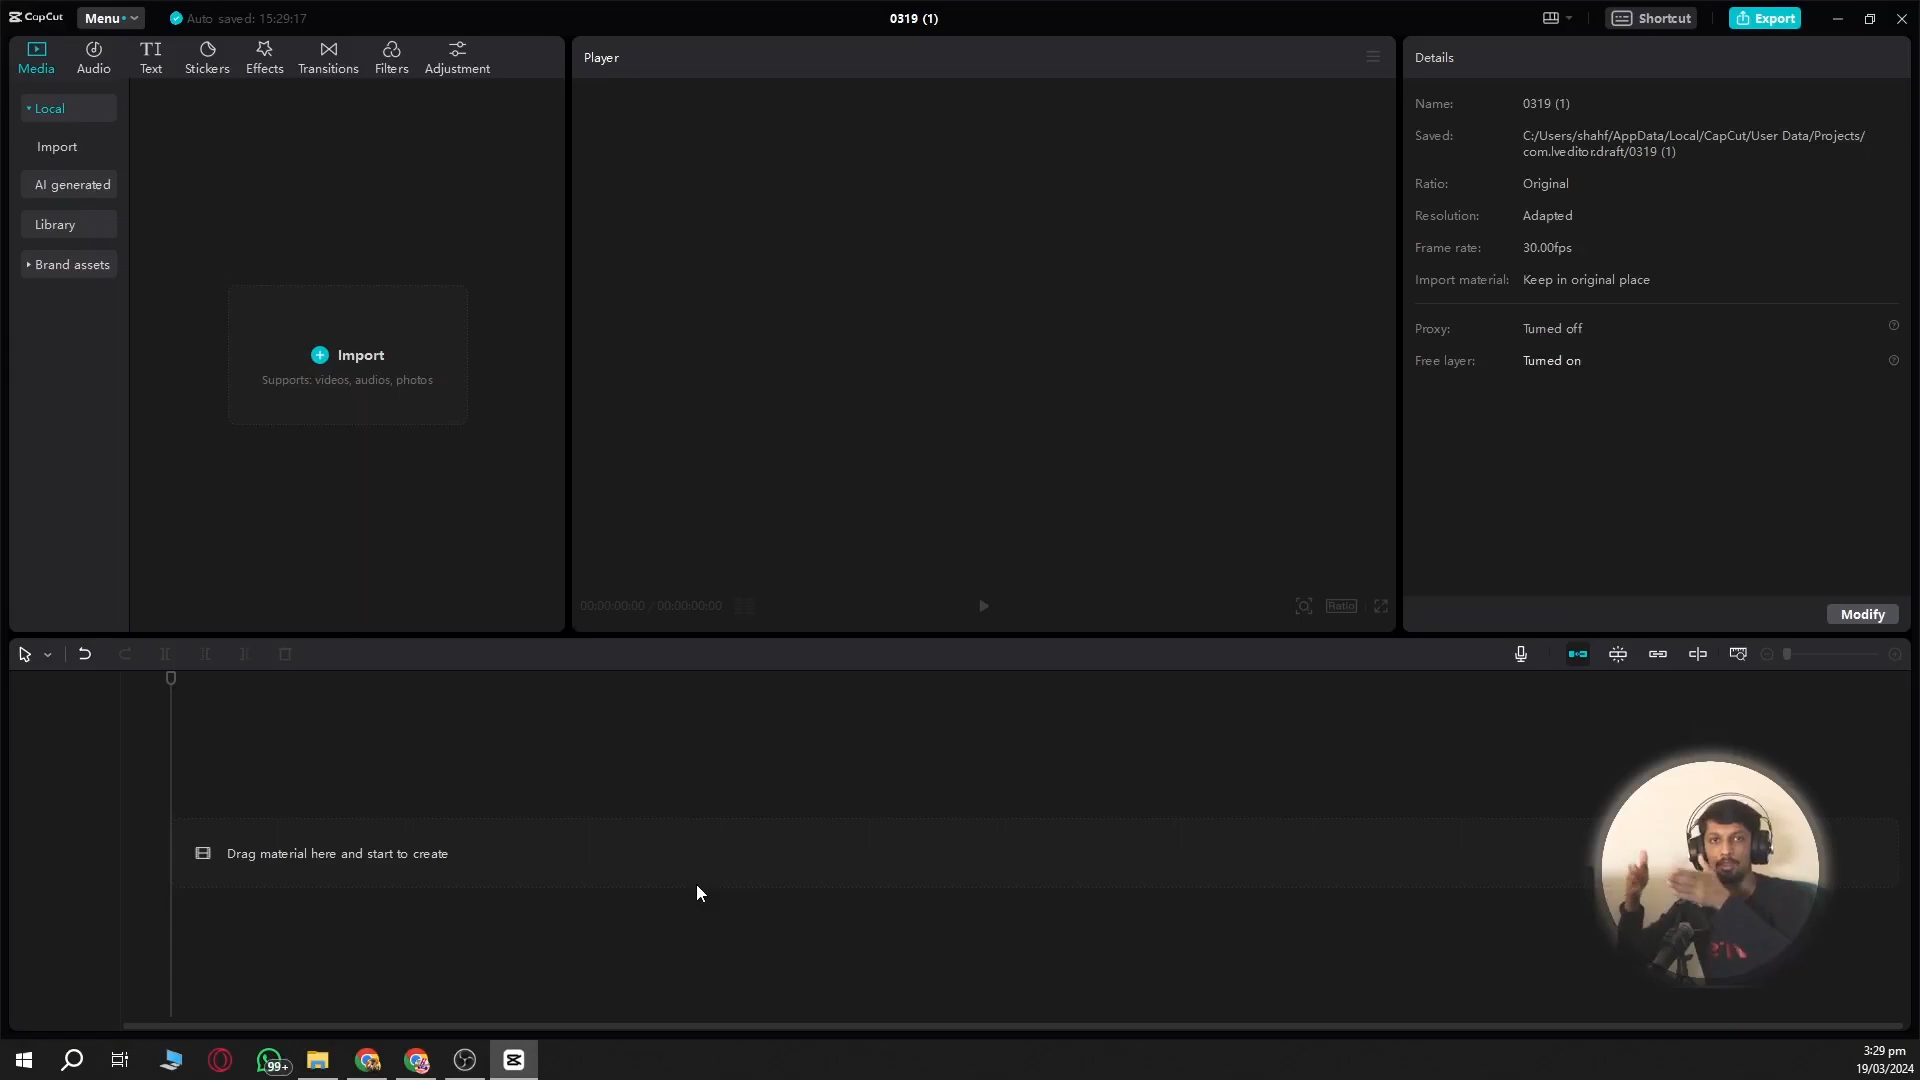 CapCut
Menu
Auto saved: 15:29:17
0319 (1)
Shortcut
Export
Media
Audio
Text
Stickers
Effects
Transitions
Filters
Adjustment
Player
Details
Local
Import
AI generated
Library
Brand assets
Import
Supports: videos, audios, photos
Name: 0319 (1)
Saved: C:/Users/shahf/AppData/Local/CapCut/User Data/Projects/
com.lveditor.draft/0319 (1)
Ratio: Original
Resolution: Adapted
Frame rate: 30.00fps
Import material: Keep in original place
Proxy: Turned off
Free layer: Turned on
00:00:00:00 / 00:00:00:00
Ratio
Modify
Drag material here and start to create
99+
3:29 pm
19/03/2024